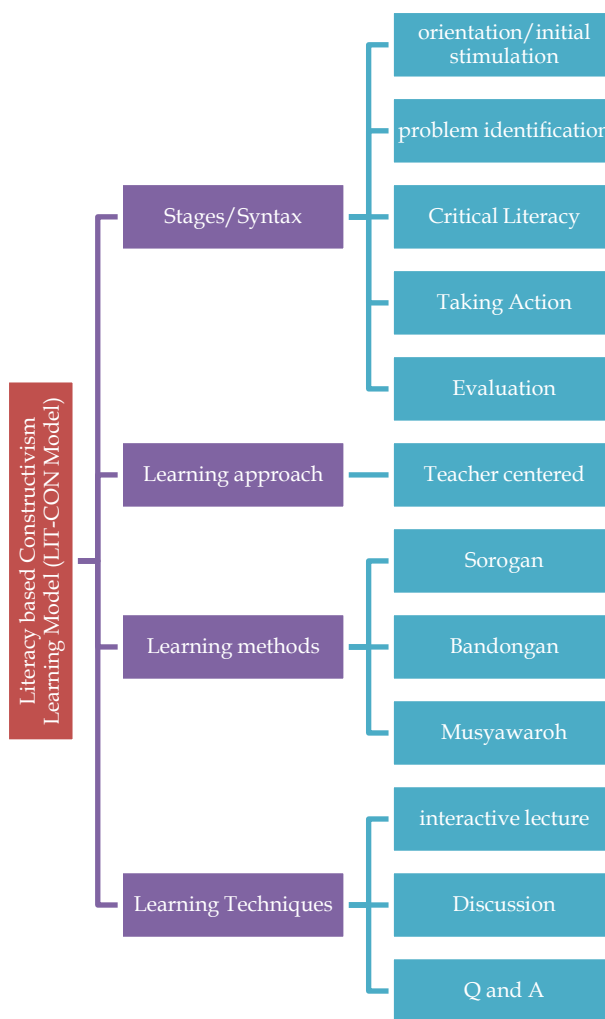 Literacy based Constructivism
Learning Model (LIT-CON Model)
Stages/Syntax
orientation/initial
stimulation
problem identification
Critical Literacy
Taking Action
Evaluation
Learning approach
Teacher centered
Learning methods
Sorogan
Bandongan
Musyawaroh
Learning Techniques
interactive lecture
Discussion
Q and A